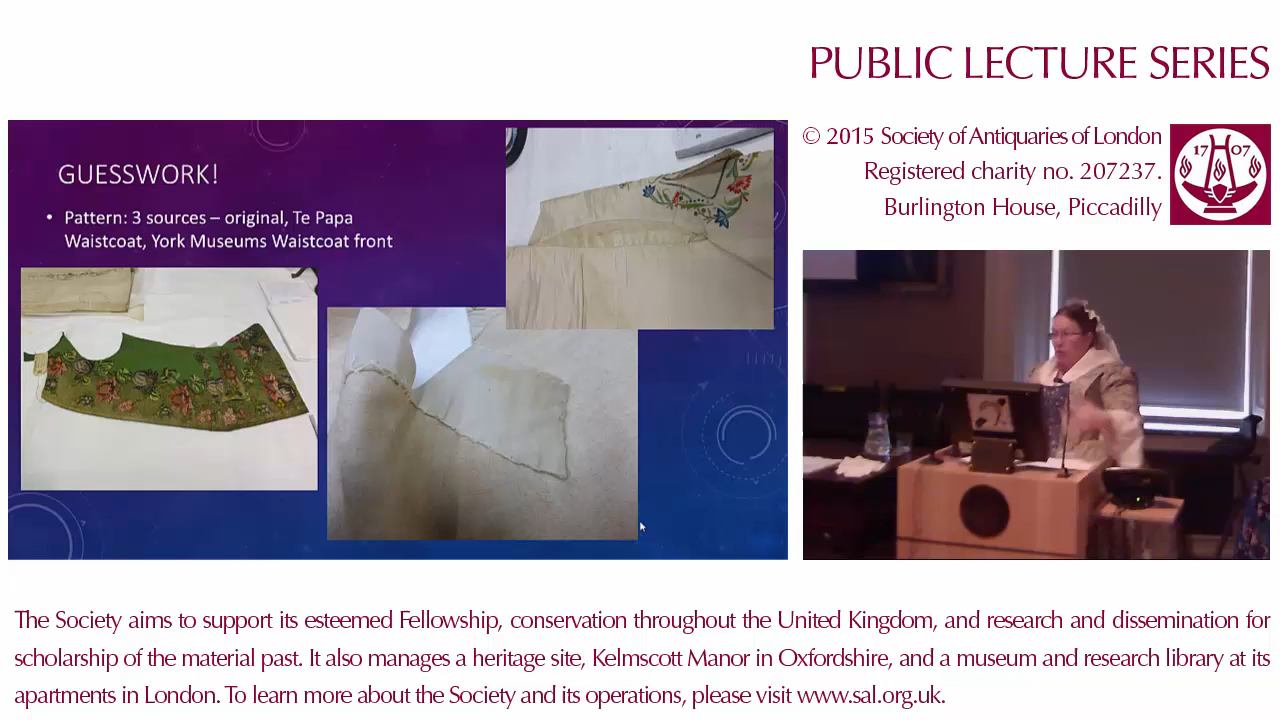 PUBLIC LECTURE SERIES
© 2015 Society of Antiquaries of London
Registered charity no. 207237.
Burlington House, Piccadilly
17 07
GUESSWORK!
• Pattern: 3 sources – original, Te Papa
Waistcoat, York Museums Waistcoat front
The Society aims to support its esteemed Fellowship, conservation throughout the United Kingdom, and research and dissemination for
scholarship of the material past. It also manages a heritage site, Kelmscott Manor in Oxfordshire, and a museum and research library at its
apartments in London. To learn more about the Society and its operations, please visit www.sal.org.uk.